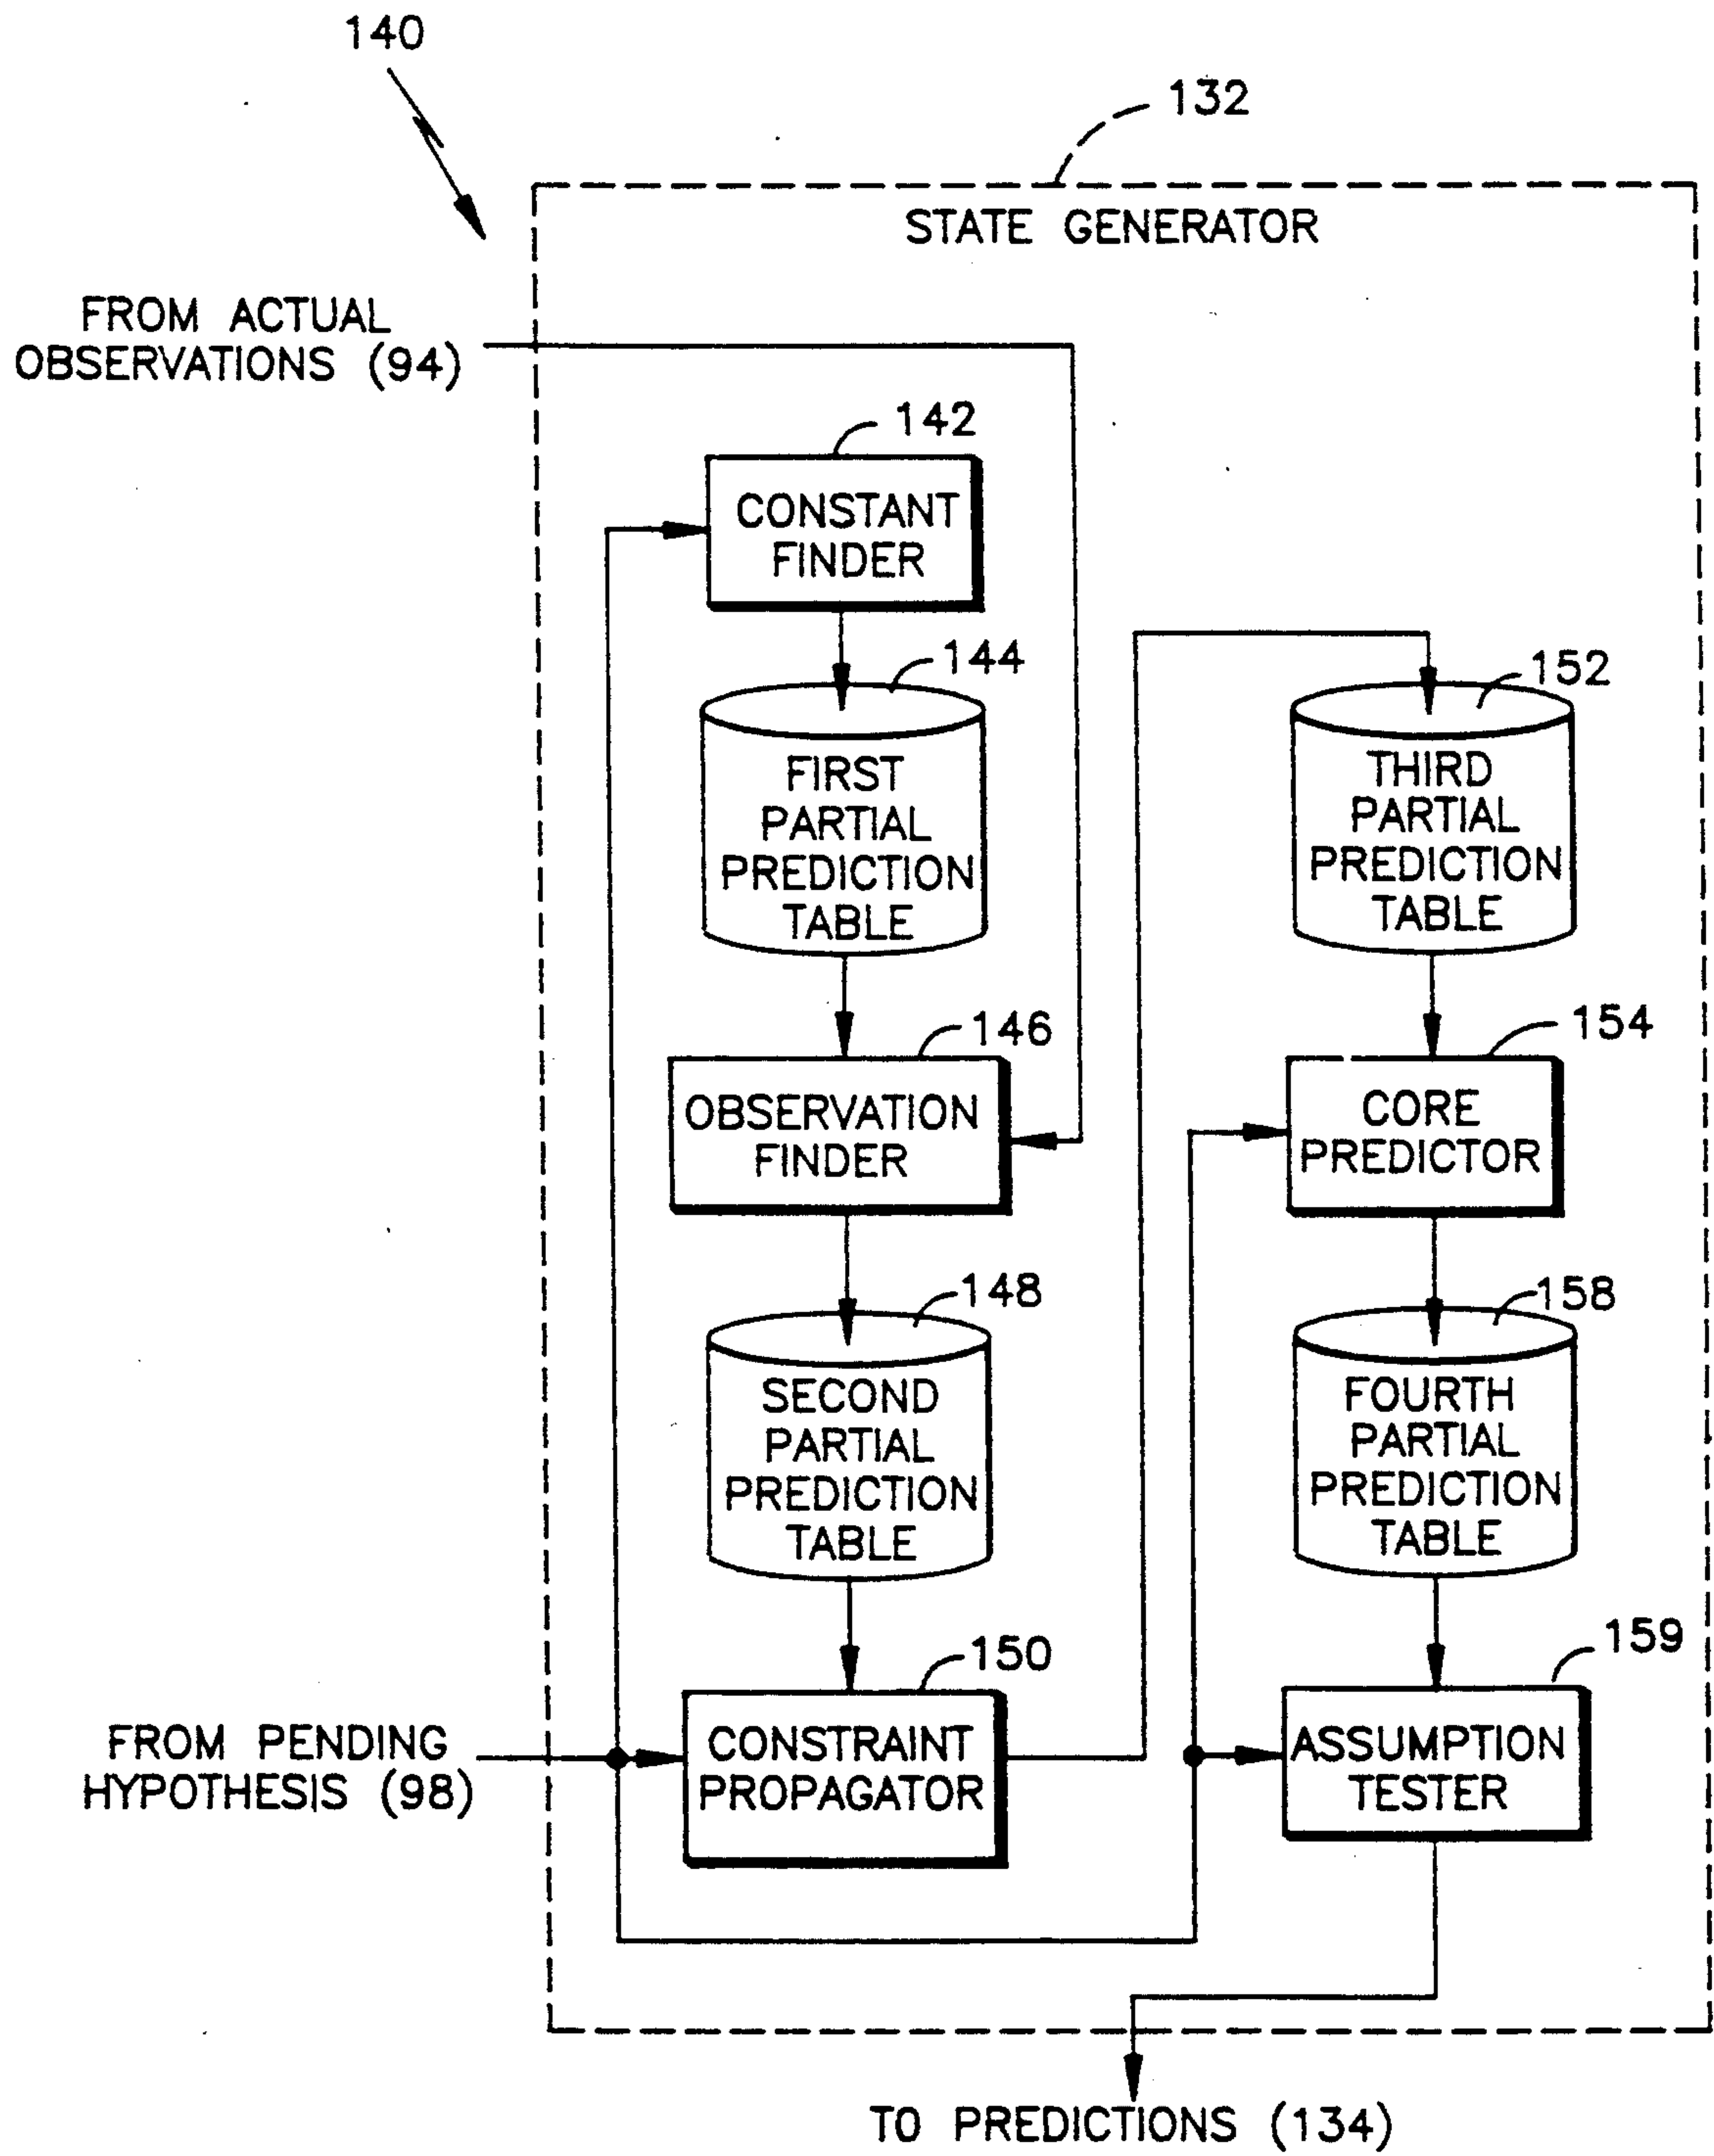 140
132
STATE GENERATOR
FROM ACTUAL
OBSERVATIONS (94)
142
CONSTANT
FINDER
144
FIRST
PARTIAL
PREDICTION
TABLE
146
OBSERVATION
FINDER
148
SECOND
PARTIAL
PREDICTION
TABLE
150
CONSTRAINT
PROPAGATOR
FROM PENDING
HYPOTHESIS (98)
152
THIRD
PARTIAL
PREDICTION
TABLE
154
CORE
PREDICTOR
158
FOURTH
PARTIAL
PREDICTION
TABLE
159
ASSUMPTION
TESTER
TO PREDICTIONS (134)